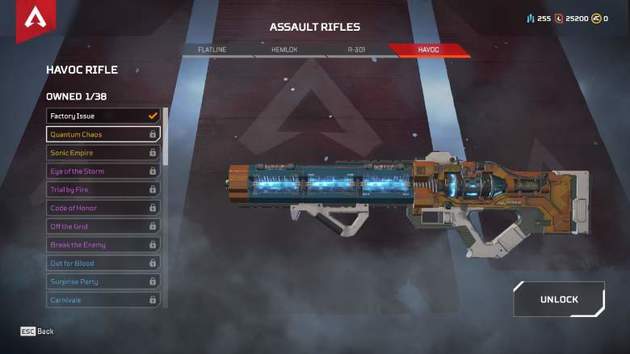 ASSAULT RIFLES
255 25200 0
FLATLINE HEMLOK R-301 HAVOC
HAVOC RIFLE
OWNED 1/38
Factory Issue
Quantum Chaos
Sonic Empire
Eye of the Storm
Trial by Fire
Code of Honor
Off the Grid
Break the Enemy
Out for Blood
Surprise Party
Carnivale
UNLOCK
ESC Back